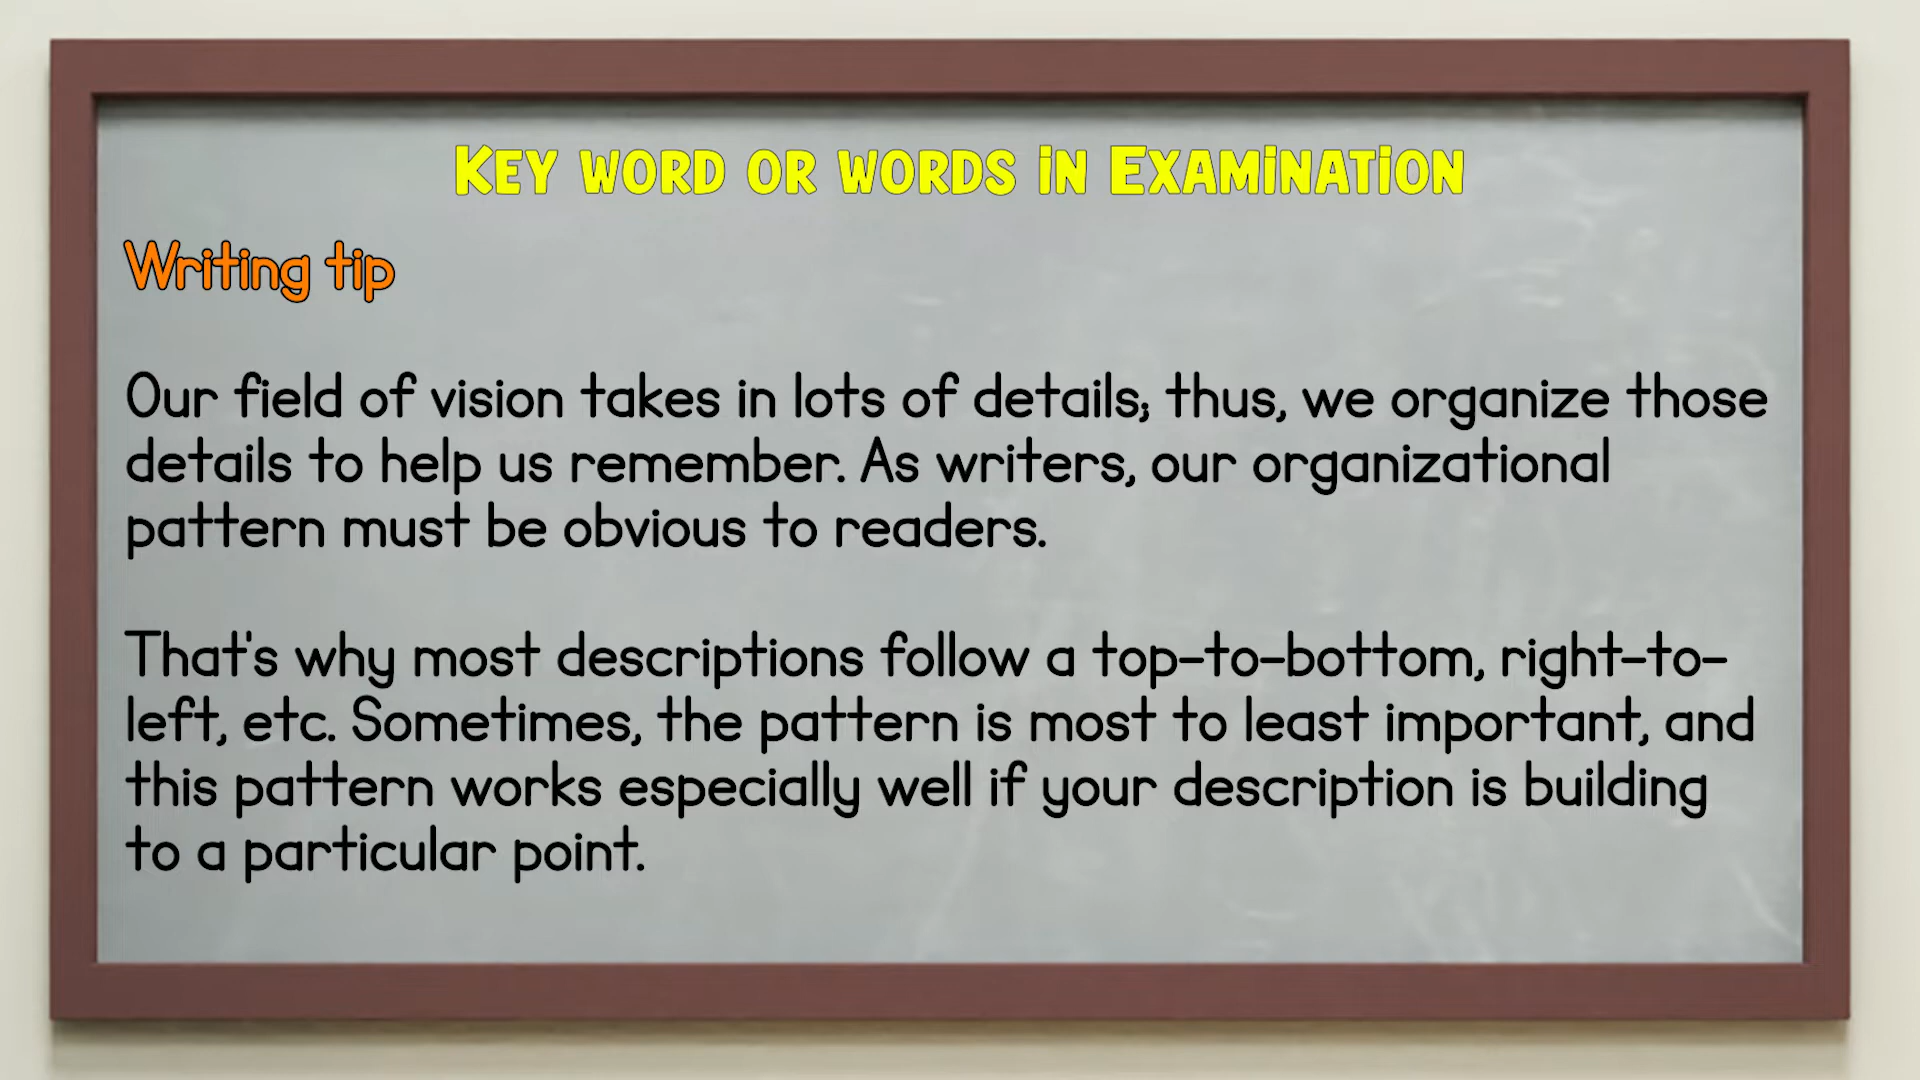 Key word or words in Examination
Writing tip
Our field of vision takes in lots of details; thus, we organize those
details to help us remember. As writers, our organizational
pattern must be obvious to readers.
That's why most descriptions follow a top-to-bottom, right-to-
left, etc. Sometimes, the pattern is most to least important, and
this pattern works especially well if your description is building
to a particular point.